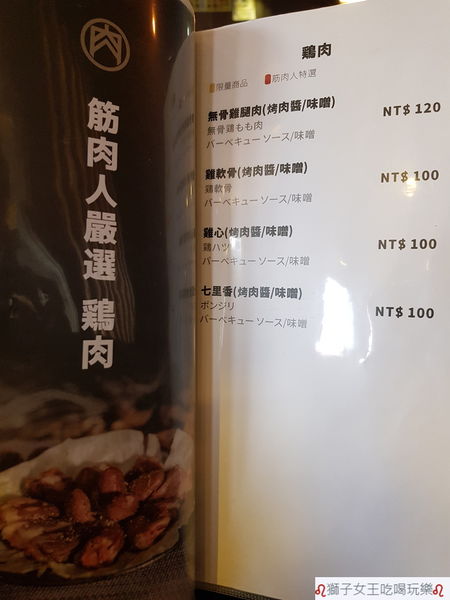 肉
筋肉人嚴選 鶏肉
鶏肉
限量商品 筋肉人特選
無骨雞腿肉(烤肉醬/味噌) NT$ 120
無骨鶏もも肉
バーベキュー ソース/味噌
雞軟骨(烤肉醬/味噌) NT$ 100
鶏軟骨
バーベキュー ソース/味噌
雞心(烤肉醬/味噌) NT$ 100
鶏ハツ
バーベキュー ソース/味噌
七里香(烤肉醬/味噌) NT$ 100
ボンジリ
バーベキュー ソース/味噌
獅子女王吃喝玩樂